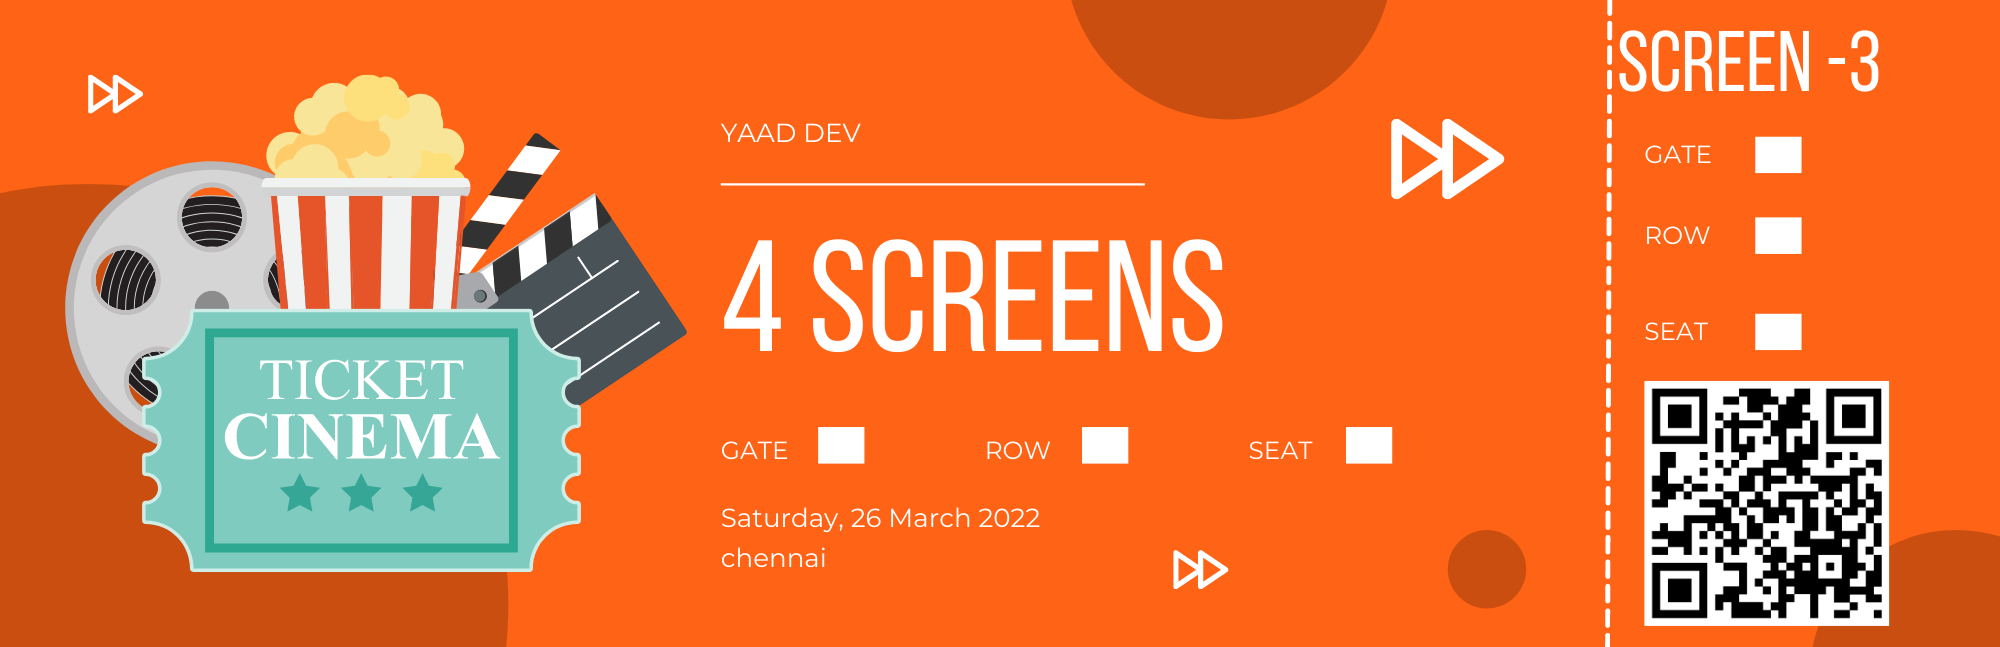 TICKET
CINEMA
YAAD DEV
4 SCREENS
GATE ROW SEAT
Saturday, 26 March 2022
chennai
SCREEN -3
GATE
ROW
SEAT